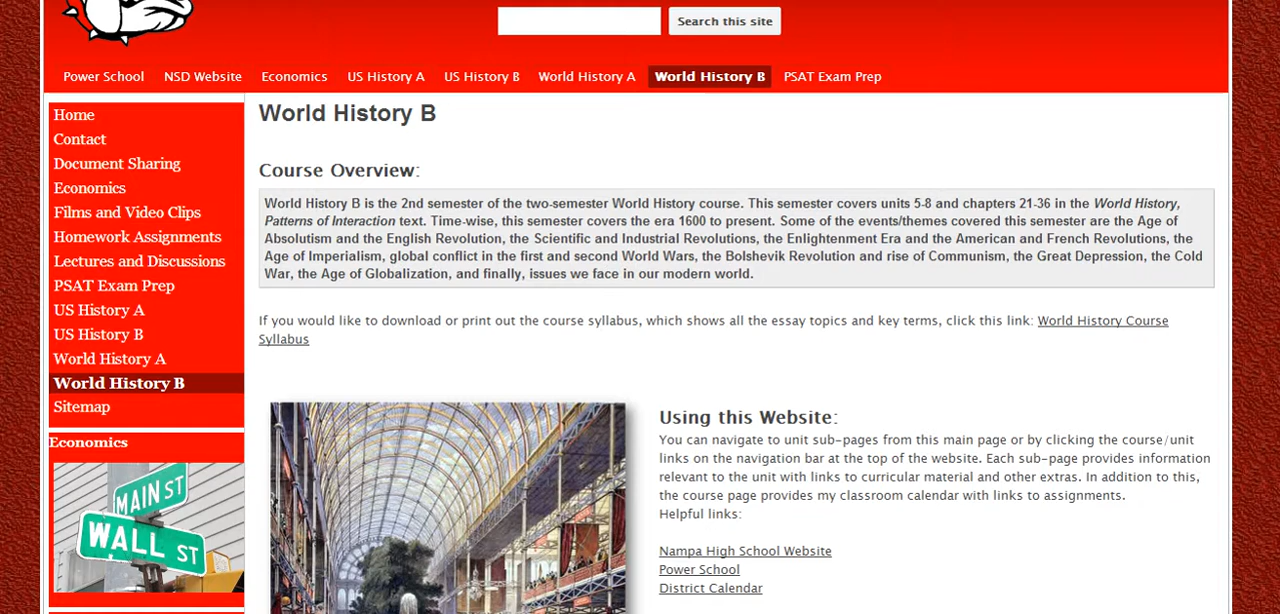 Search this site
Power School NSD Website Economics US History A US History B World History A World History B PSAT Exam Prep
Home
Contact
Document Sharing
Economics
Films and Video Clips
Homework Assignments
Lectures and Discussions
PSAT Exam Prep
US History A
US History B
World History A
World History B
Sitemap
Economics
MAIN ST
WALL ST
World History B
Course Overview:
World History B is the 2nd semester of the two-semester World History course. This semester covers units 5-8 and chapters 21-36 in the World History,
Patterns of Interaction text. Time-wise, this semester covers the era 1600 to present. Some of the events/themes covered this semester are the Age of
Absolutism and the English Revolution, the Scientific and Industrial Revolutions, the Enlightenment Era and the American and French Revolutions, the
Age of Imperialism, global conflict in the first and second World Wars, the Bolshevik Revolution and rise of Communism, the Great Depression, the Cold
War, the Age of Globalization, and finally, issues we face in our modern world.
If you would like to download or print out the course syllabus, which shows all the essay topics and key terms, click this link: World History Course
Syllabus
Using this Website:
You can navigate to unit sub-pages from this main page or by clicking the course/unit
links on the navigation bar at the top of the website. Each sub-page provides information
relevant to the unit with links to curricular material and other extras. In addition to this,
the course page provides my classroom calendar with links to assignments.
Helpful links:
Nampa High School Website
Power School
District Calendar